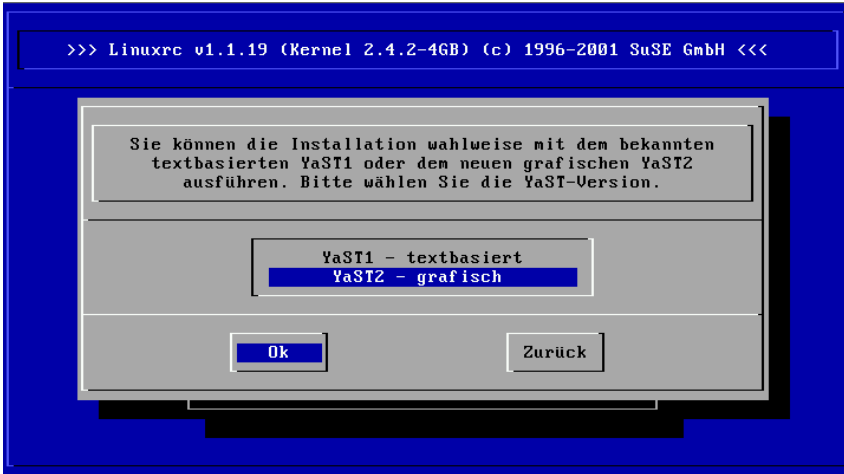 >>> Linuxrc v1.1.19 (Kernel 2.4.2-4GB) (c) 1996-2001 SuSE GmbH <<<
Sie können die Installation wahlweise mit dem bekannten
textbasierten YaST1 oder dem neuen grafischen YaST2
ausführen. Bitte wählen Sie die YaST-Version.
YaST1 - textbasiert
YaST2 - grafisch
Ok
Zurück